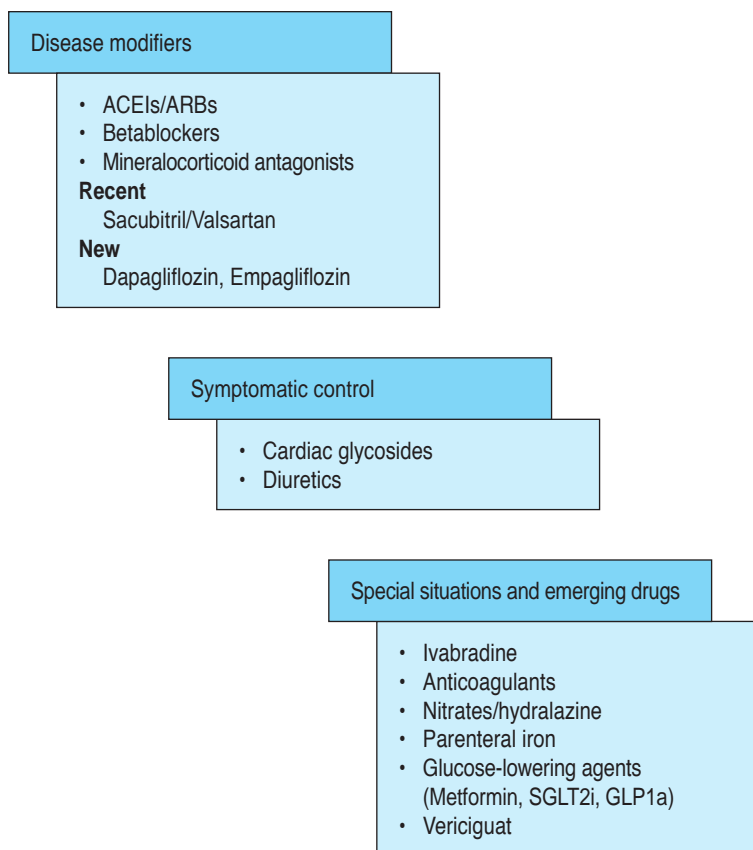 Disease modifiers
• ACEIs/ARBs
• Betablockers
• Mineralocorticoid antagonists
Recent
Sacubitril/Valsartan
New
Dapagliflozin, Empagliflozin
Symptomatic control
• Cardiac glycosides
• Diuretics
Special situations and emerging drugs
• Ivabradine
• Anticoagulants
• Nitrates/hydralazine
• Parenteral iron
• Glucose-lowering agents
(Metformin, SGLT2i, GLP1a)
• Vericiguat